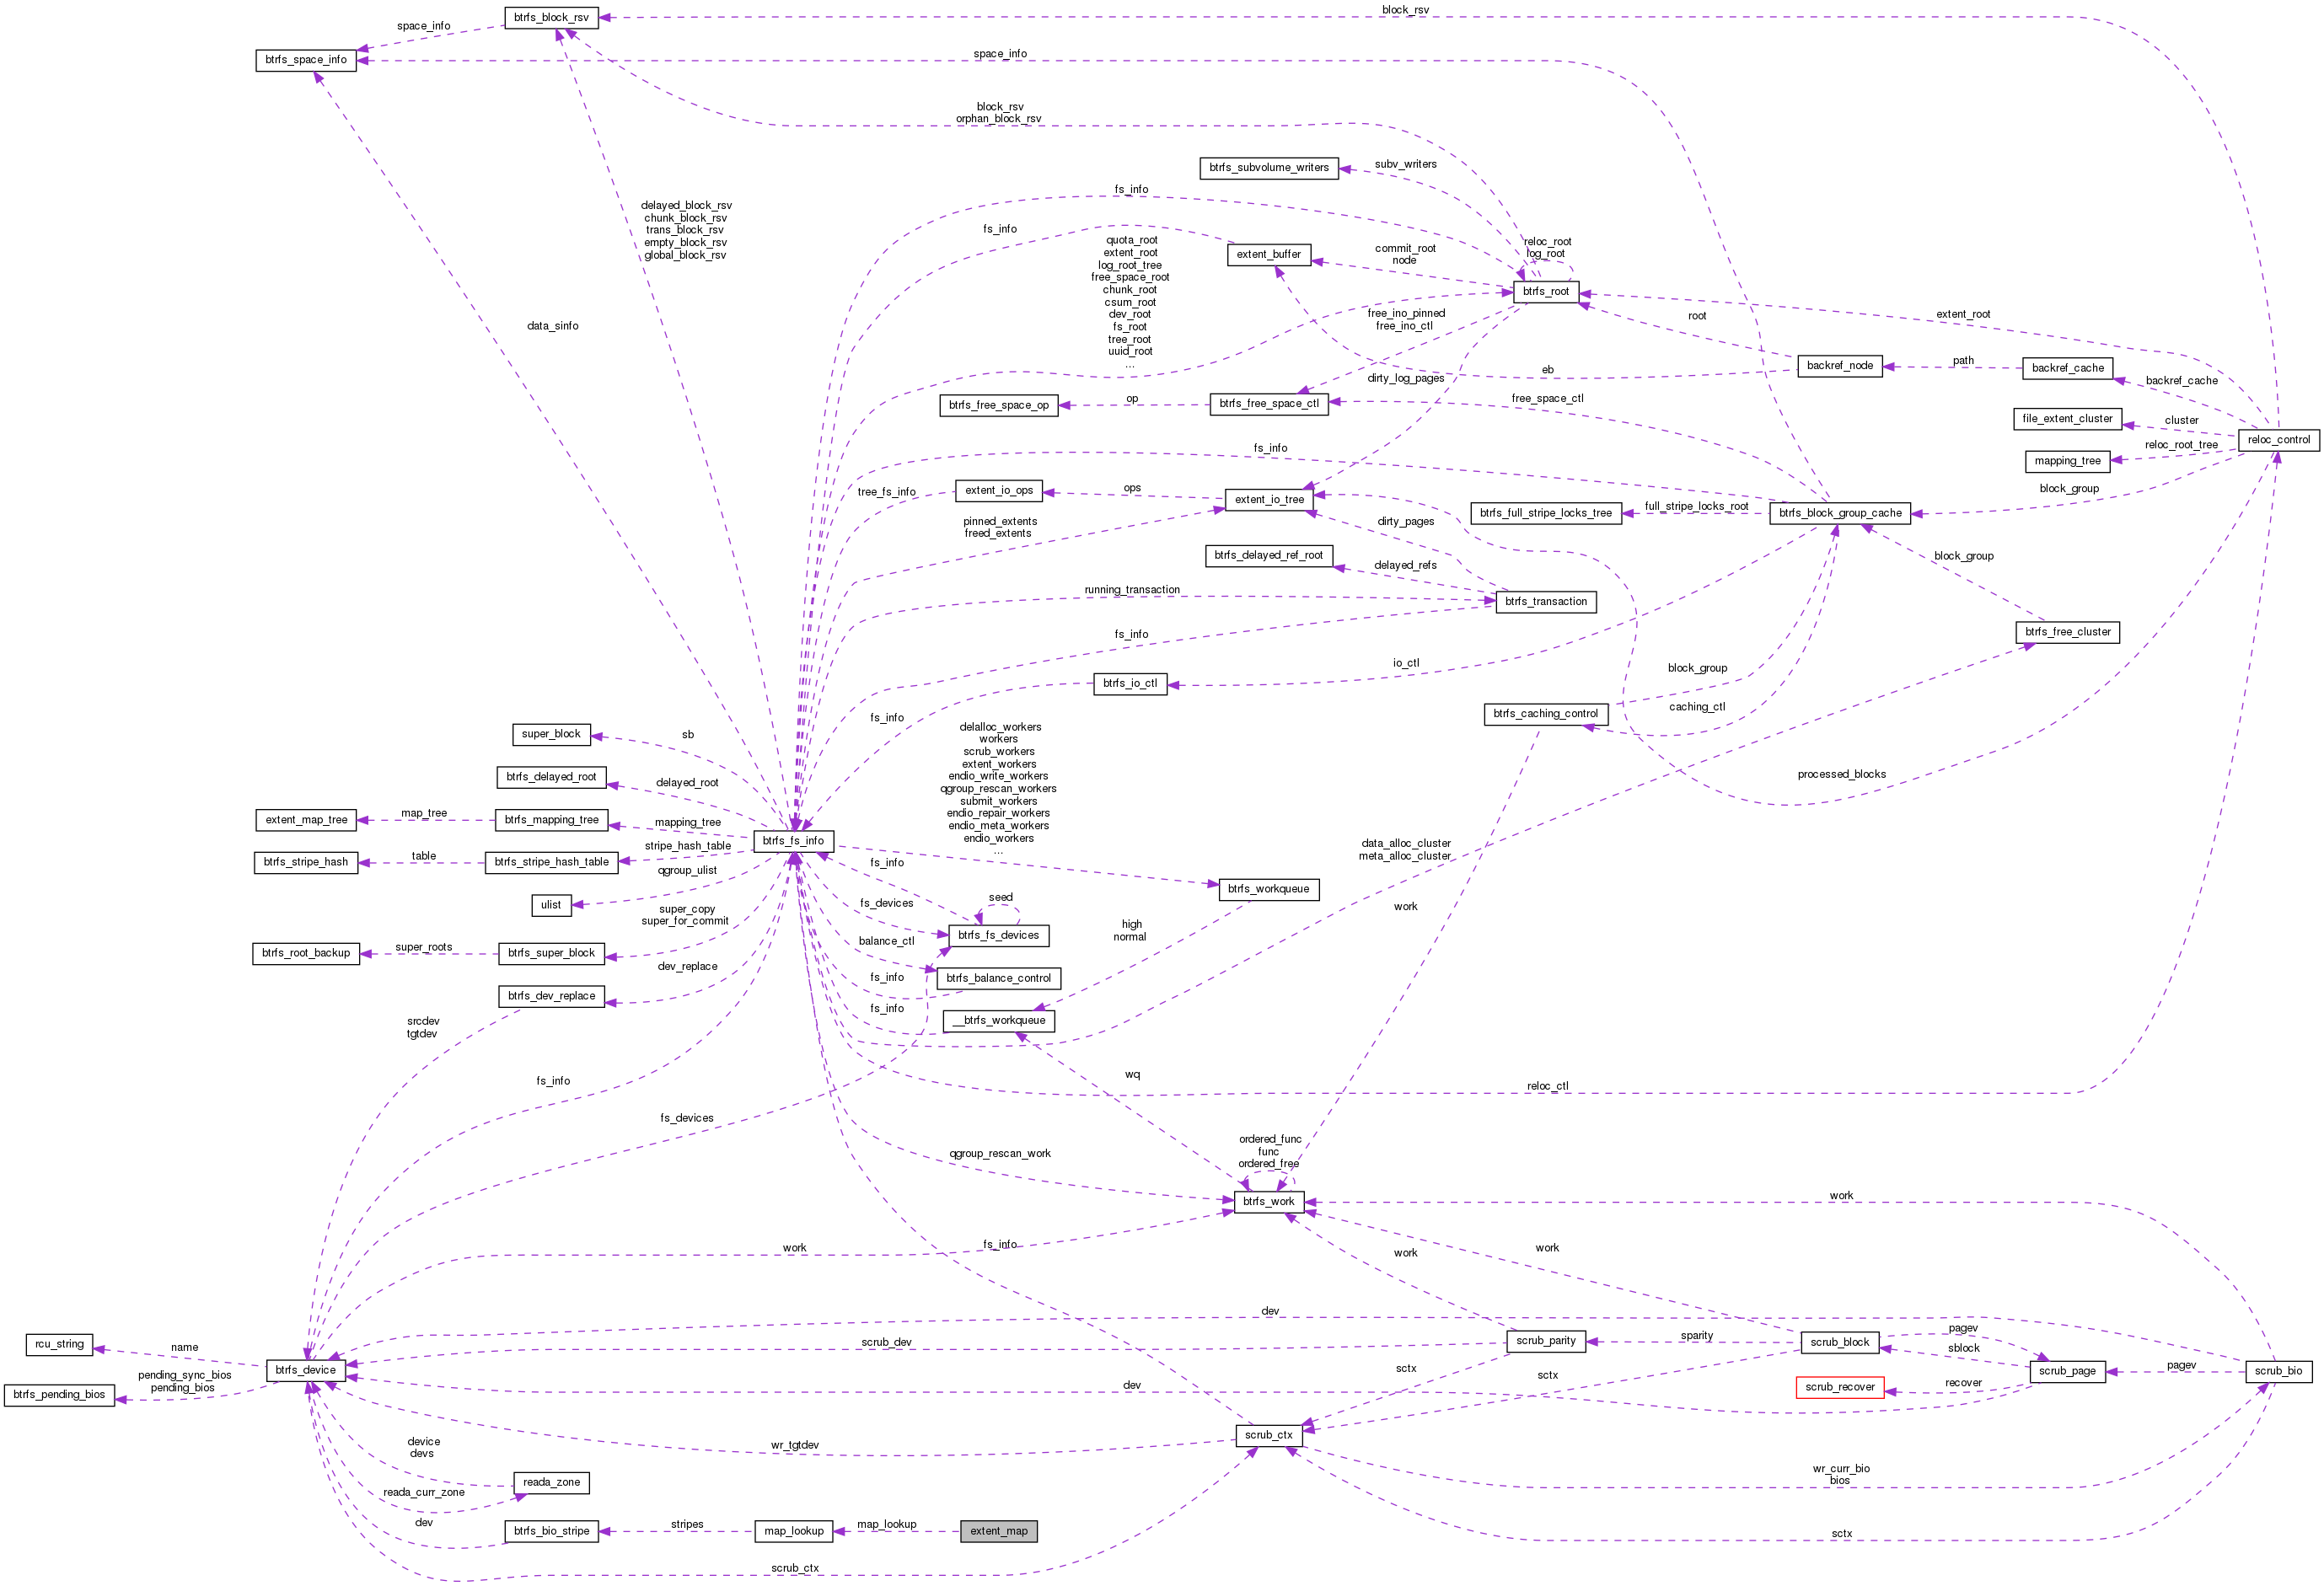 btrfs_block_rsv
block_rsv
space_info
btrfs_space_info
space_info
block_rsv
orphan_block_rsv
btrfs_subvolume_writers
subv_writers
fs_info
delayed_block_rsv
chunk_block_rsv
trans_block_rsv
empty_block_rsv
global_block_rsv
fs_info
extent_buffer
commit_root
node
reloc_root
log_root
btrfs_root
quota_root
extent_root
log_root_tree
free_space_root
chunk_root
csum_root
dev_root
fs_root
tree_root
uuid_root
...
data_sinfo
free_ino_pinned
free_ino_ctl
root
extent_root
eb
backref_node
path
backref_cache
backref_cache
dirty_log_pages
btrfs_free_space_op
op
btrfs_free_space_ctl
free_space_ctl
file_extent_cluster
cluster
reloc_control
reloc_root_tree
mapping_tree
fs_info
tree_fs_info
extent_io_ops
ops
extent_io_tree
block_group
btrfs_full_stripe_locks_tree
full_stripe_locks_root
btrfs_block_group_cache
pinned_extents
freed_extents
dirty_pages
btrfs_delayed_ref_root
delayed_refs
block_group
running_transaction
btrfs_transaction
fs_info
btrfs_free_cluster
io_ctl
block_group
btrfs_io_ctl
btrfs_caching_control
caching_ctl
fs_info
super_block
sb
delalloc_workers
workers
scrub_workers
extent_workers
endio_write_workers
qgroup_rescan_workers
submit_workers
endio_repair_workers
endio_meta_workers
endio_workers
...
processed_blocks
btrfs_delayed_root
delayed_root
extent_map_tree
map_tree
btrfs_mapping_tree
mapping_tree
btrfs_fs_info
data_alloc_cluster
meta_alloc_cluster
btrfs_stripe_hash
table
btrfs_stripe_hash_table
stripe_hash_table
fs_info
qgroup_ulist
btrfs_workqueue
ulist
fs_devices
seed
work
super_copy
super_for_commit
high
normal
btrfs_fs_devices
btrfs_root_backup
super_roots
btrfs_super_block
balance_ctl
dev_replace
fs_info
btrfs_balance_control
btrfs_dev_replace
fs_info
__btrfs_workqueue
srcdev
tgtdev
fs_info
wq
reloc_ctl
fs_devices
qgroup_rescan_work
ordered_func
func
ordered_free
btrfs_work
work
work
fs_info
work
work
dev
rcu_string
name
scrub_dev
scrub_parity
sparity
scrub_block
pagev
sblock
btrfs_device
pending_sync_bios
pending_bios
btrfs_pending_bios
sctx
sctx
dev
scrub_recover
recover
scrub_page
pagev
scrub_bio
wr_tgtdev
scrub_ctx
device
devs
reada_zone
reada_curr_zone
wr_curr_bio
bios
dev
btrfs_bio_stripe
stripes
map_lookup
map_lookup
extent_map
sctx
scrub_ctx